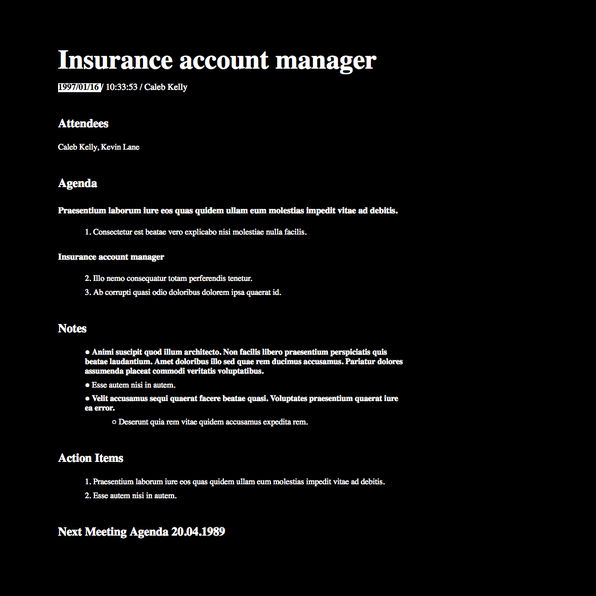 Insurance account manager
1997/01/16 / 10:33:53 / Caleb Kelly
Attendees
Caleb Kelly, Kevin Lane
Agenda
Praesentium laborum iure eos quas quidem ullam eum molestias impedit vitae ad debitis.
1. Consectetur est beatae vero explicabo nisi molestiae nulla facilis.
Insurance account manager
2. Illo nemo consequatur totam perferendis tenetur.
3. Ab corrupti quasi odio doloribus dolorem ipsa quaerat id.
Notes
● Animi suscipit quod illum architecto. Non facilis libero praesentium perspiciatis quis
beatae laudantium. Amet doloribus illo sed quae rem ducimus accusamus. Pariatur dolores
assumenda placeat commodi veritatis voluptatibus.
● Esse autem nisi in autem.
● Velit accusamus sequi quaerat facere beatae quasi. Voluptates praesentium quaerat iure
ea error.
○ Deserunt quia rem vitae quidem accusamus expedita rem.
Action Items
1. Praesentium laborum iure eos quas quidem ullam eum molestias impedit vitae ad debitis.
2. Esse autem nisi in autem.
Next Meeting Agenda 20.04.1989